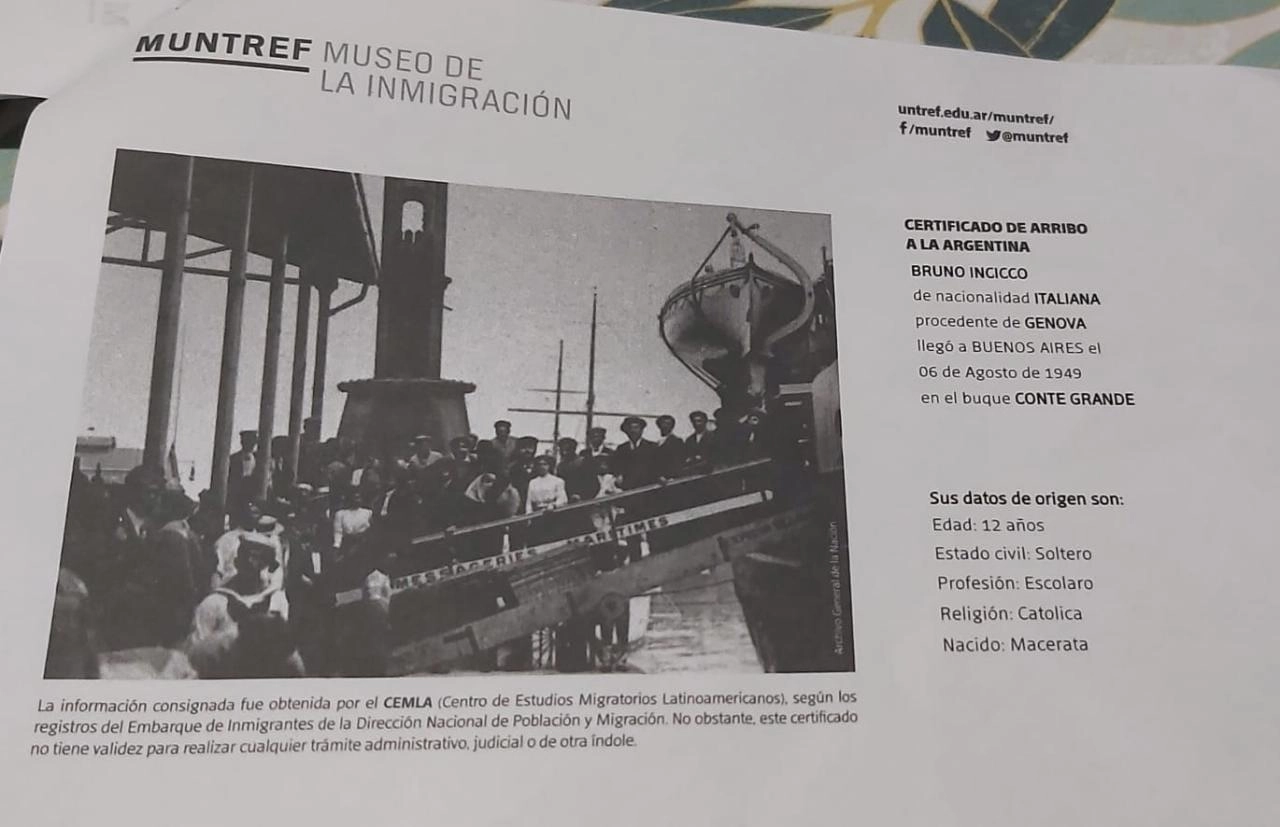 MUNTREF MUSEO DE
LA INMIGRACIÓN
untref.edu.ar/muntref/
f/muntref @muntref
CERTIFICADO DE ARRIBO
A LA ARGENTINA
BRUNO INCICCO
de nacionalidad ITALIANA
procedente de GENOVA
llegó a BUENOS AIRES el
06 de Agosto de 1949
en el buque CONTE GRANDE
Sus datos de origen son:
Edad: 12 años
Estado civil: Soltero
Profesión: Escolaro
Religión: Catolica
Nacido: Macerata
MESSAGERIES MARITIMES
Archivo General de la Nación
La información consignada fue obtenida por el CEMLA (Centro de Estudios Migratorios Latinoamericanos), según los
registros del Embarque de Inmigrantes de la Dirección Nacional de Población y Migración. No obstante, este certificado
no tiene validez para realizar cualquier trámite administrativo, judicial o de otra índole.